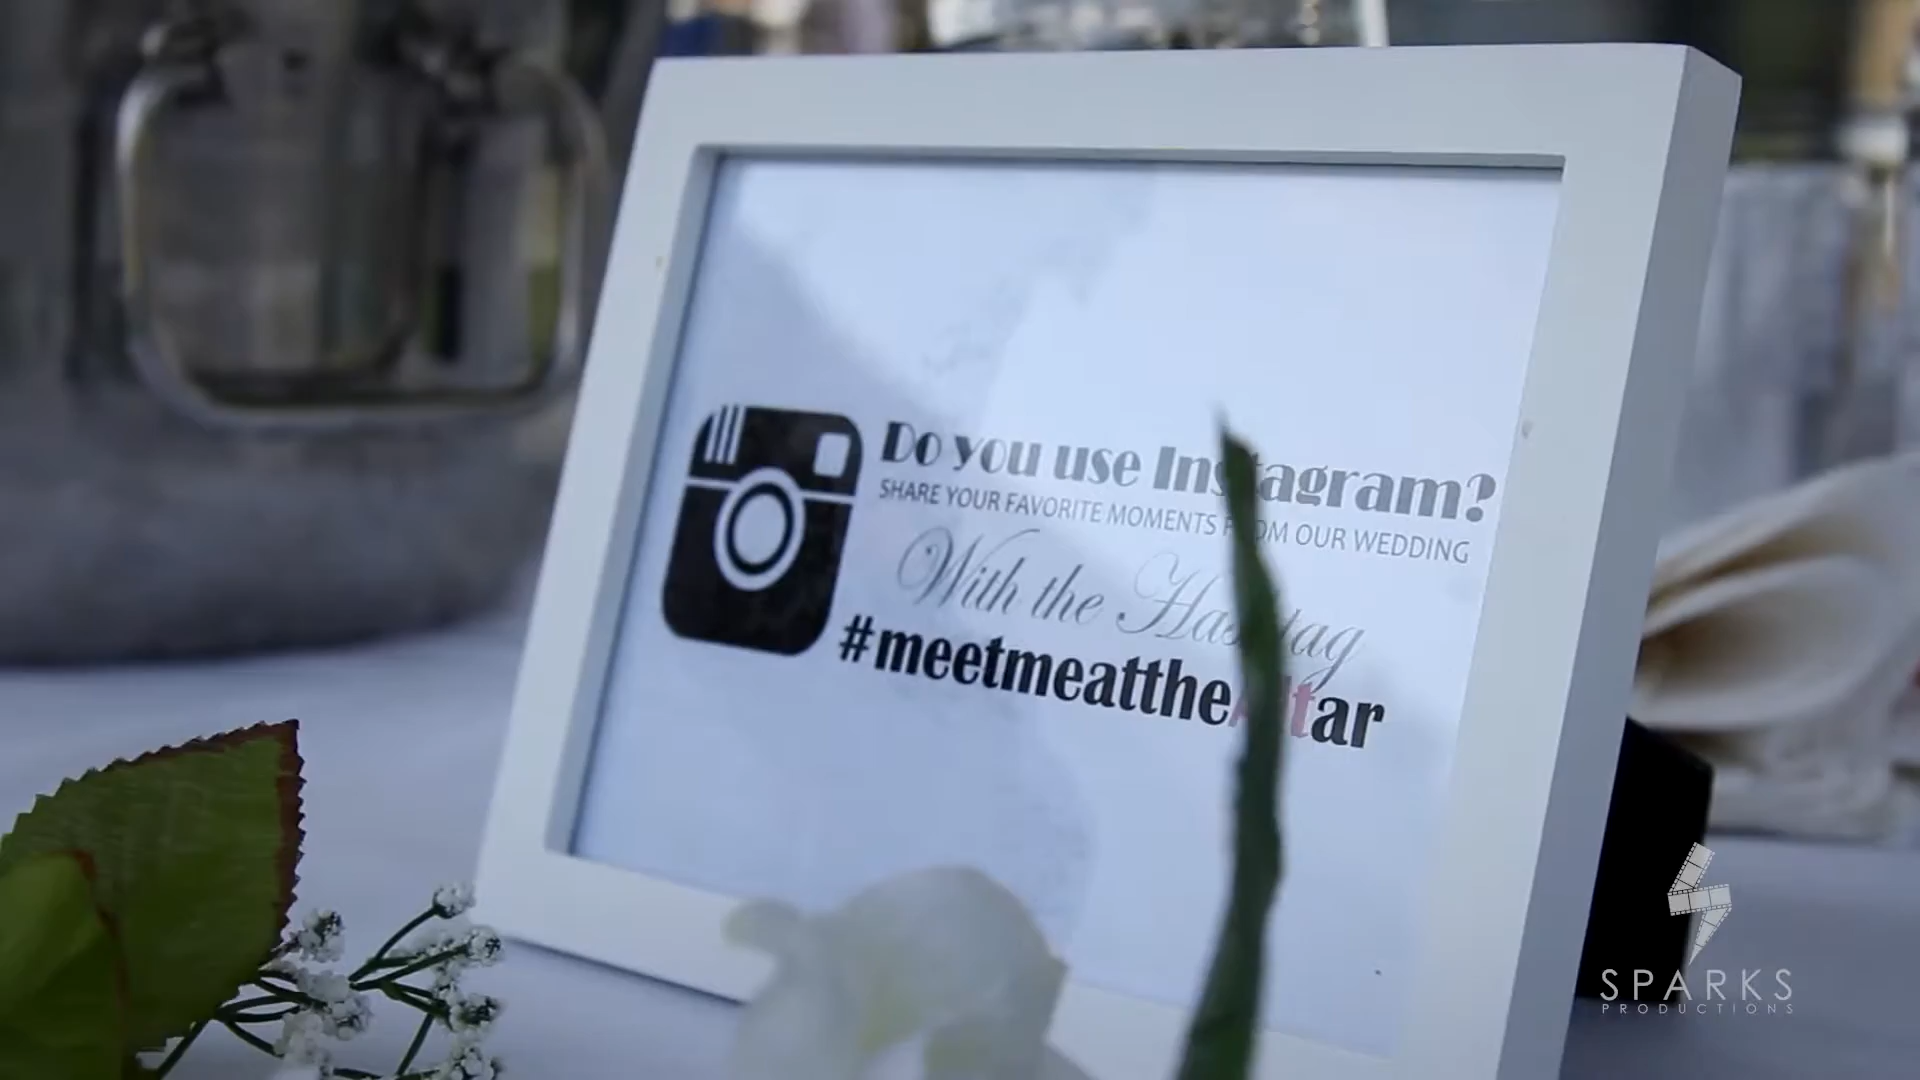 Do you use Instagram?
SHARE YOUR FAVORITE MOMENTS FROM OUR WEDDING
With the Hashtag
#meetmeattheAltar
SPARKS
PRODUCTIONS